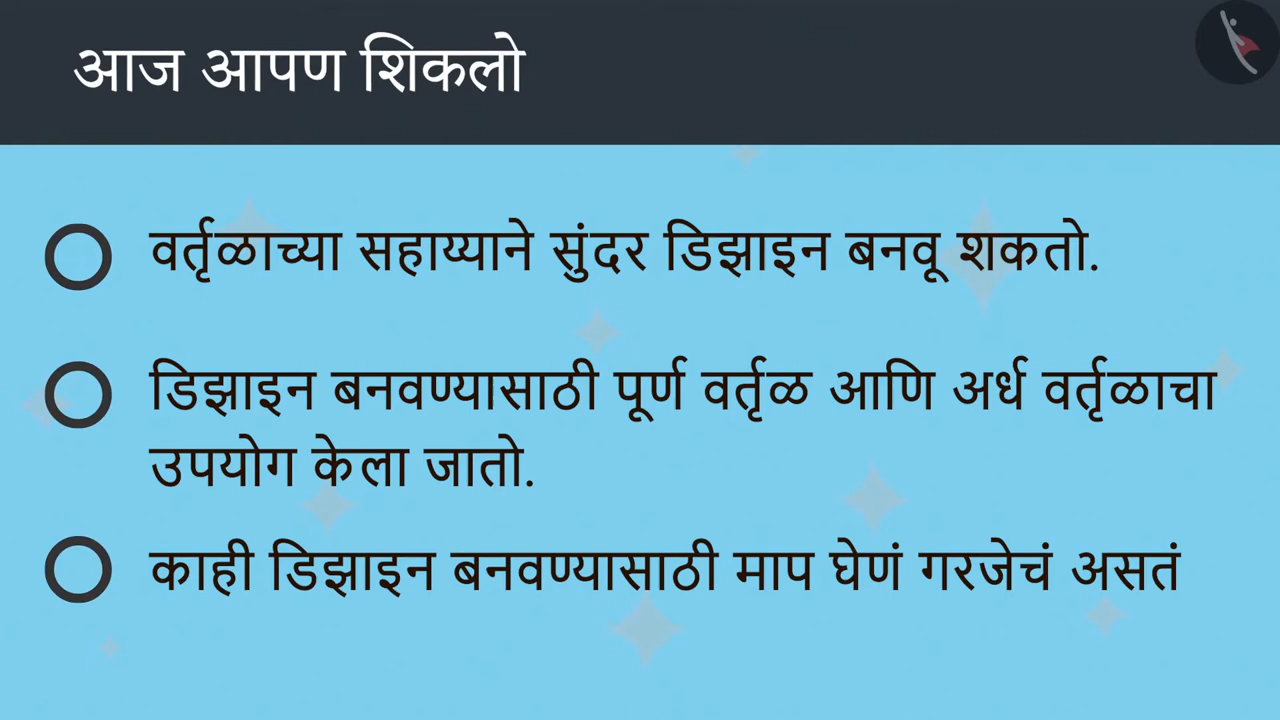 आज आपण शिकलो
वर्तृळाच्या सहाय्याने सुंदर डिझाइन बनवू शकतो.
डिझाइन बनवण्यासाठी पूर्ण वर्तृळ आणि अर्ध वर्तृळाचा
उपयोग केला जातो.
काही डिझाइन बनवण्यासाठी माप घेणं गरजेचं असतं